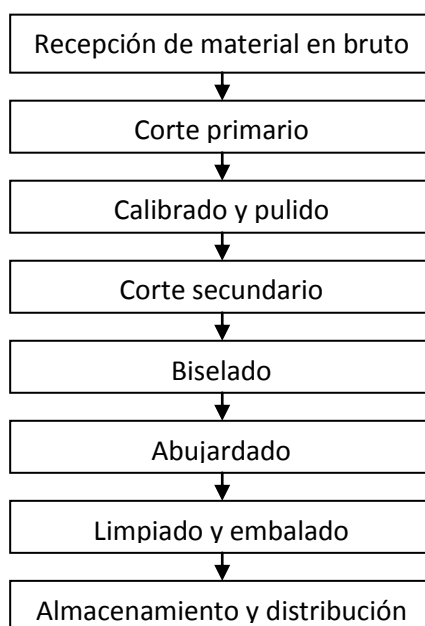 Recepción de material en bruto
Corte primario
Calibrado y pulido
Corte secundario
Biselado
Abujardado
Limpiado y embalado
Almacenamiento y distribución